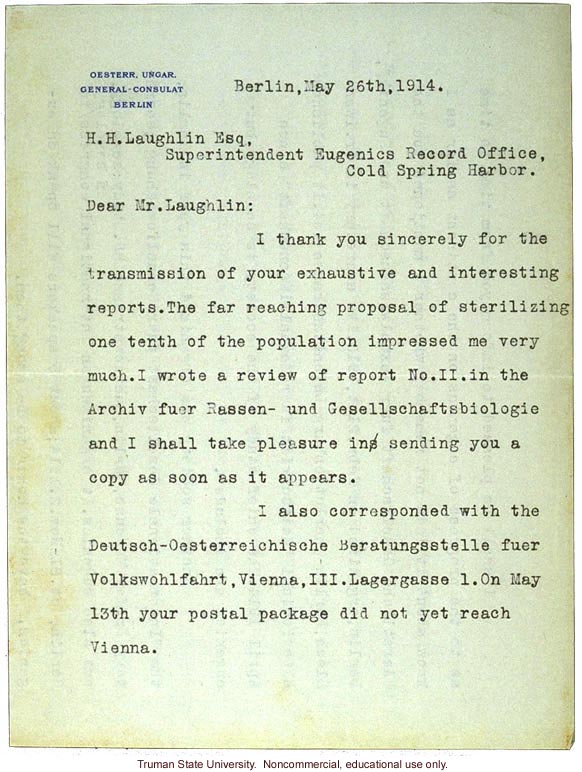 OESTERR. UNGAR.
GENERAL-CONSULAT
BERLIN
Berlin,May 26th,1914.
H.H.Laughlin Esq,
Superintendent Eugenics Record Office,
Cold Spring Harbor.
Dear Mr.Laughlin:
I thank you sincerely for the
transmission of your exhaustive and interesting
reports.The far reaching proposal of sterilizing
one tenth of the population impressed me very
much.I wrote a review of report No.II.in the
Archiv fuer Rassen- und Gesellschaftsbiologie
and I shall take pleasure in sending you a
copy as soon as it appears.
I also corresponded with the
Deutsch-Oesterreichische Beratungsstelle fuer
Volkswohlfahrt,Vienna,III.Lagergasse 1.On May
13th your postal package did not yet reach
Vienna.
Truman State University. Noncommercial, educational use only.